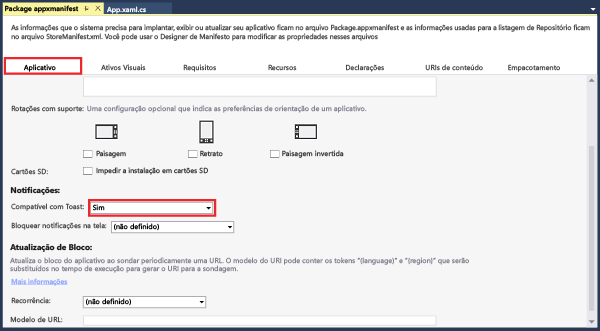 Package appxmanifest App.xaml.cs
As informações que o sistema precisa para implantar, exibir ou atualizar seu aplicativo ficam no arquivo Package.appxmanifest e as informações usadas para a listagem de Repositório ficam
no arquivo StoreManifest.xml. Você pode usar o Designer de Manifesto para modificar as propriedades nesses arquivos
Aplicativo Ativos Visuais Requisitos Recursos Declarações URIs de conteúdo Empacotamento
Rotações com suporte: Uma configuração opcional que indica as preferências de orientação de um aplicativo.
Paisagem Retrato Paisagem invertida
Cartões SD: Impedir a instalação em cartões SD
Notificações:
Compatível com Toast: Sim
Bloquear notificações na tela: (não definido)
Atualização de Bloco:
Atualiza o bloco do aplicativo ao sondar periodicamente uma URL. O modelo do URI pode conter os tokens "(language)" e "(region)" que serão
substituídos no tempo de execução para gerar o URI para a sondagem.
Mais informações
Recorrência: (não definido)
Modelo de URL: